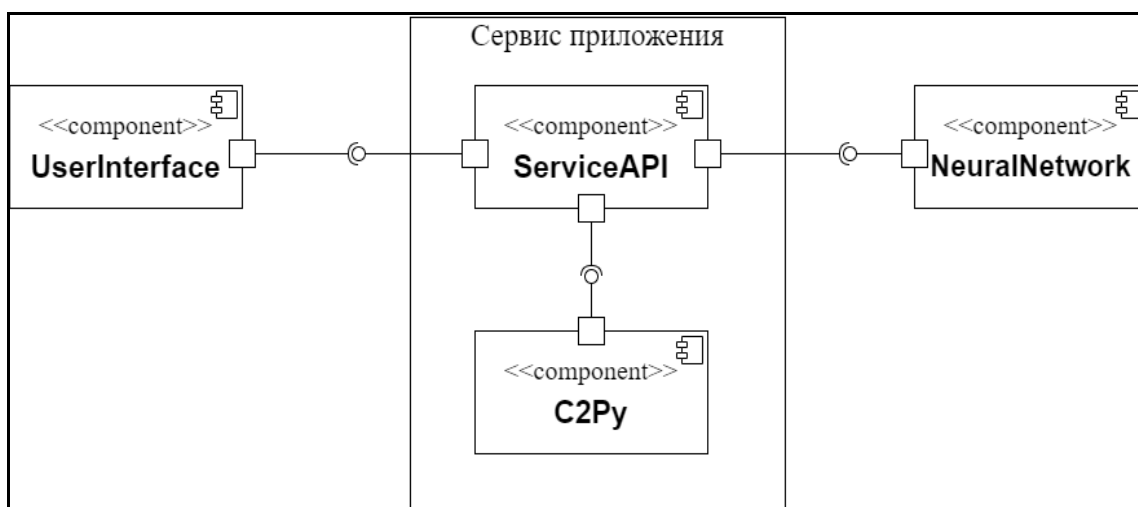 Сервис приложения
<<component>>
UserInterface
<<component>>
ServiceAPI
<<component>>
NeuralNetwork
<<component>>
C2Py